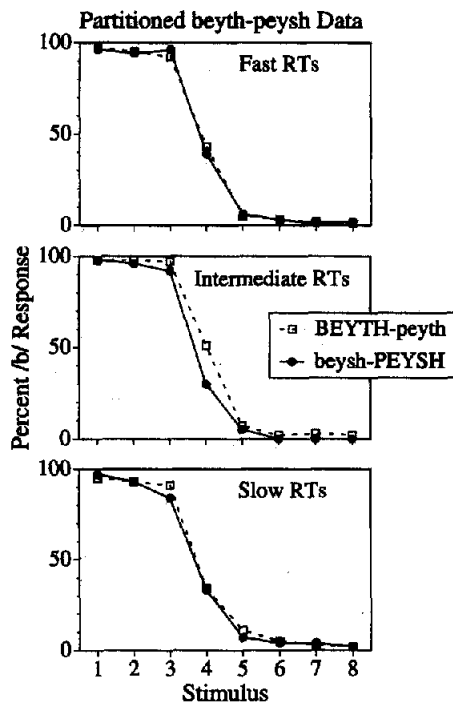 Partitioned beyth-peysh Data
100
50
0
Fast RTs
100
50
0
Intermediate RTs
BEYTH-peyth
beysh-PEYSH
100
50
0
Slow RTs
1 2 3 4 5 6 7 8
Stimulus
Percent /b/ Response